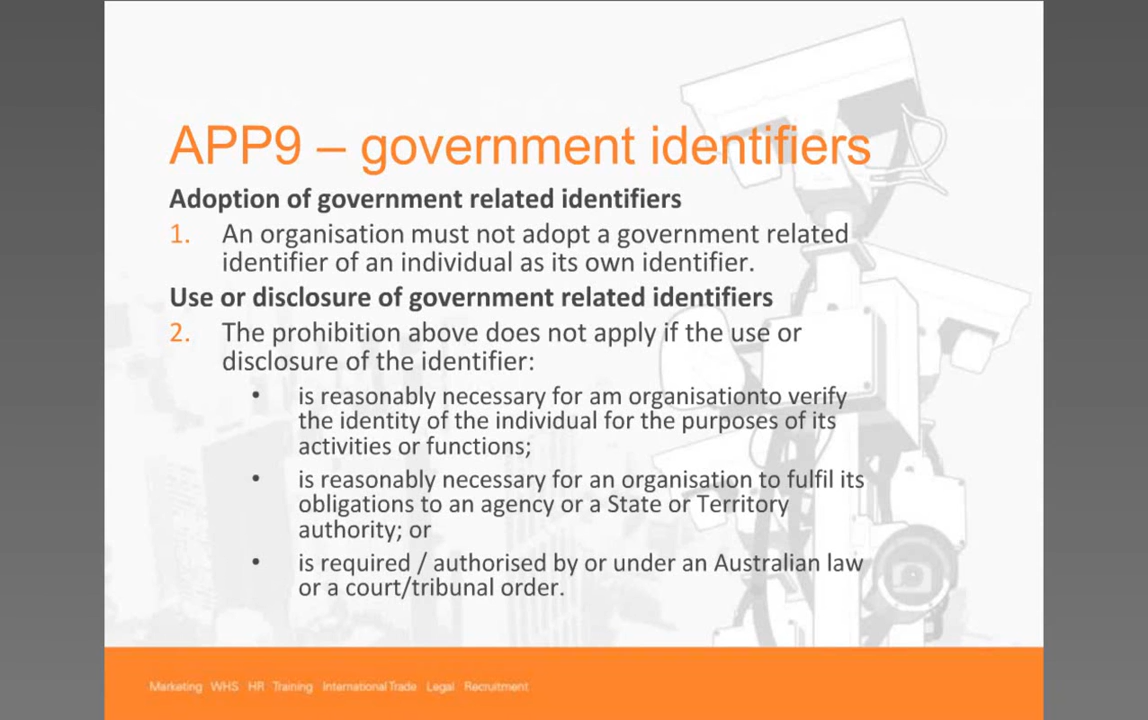 APP9 – government identifiers
Adoption of government related identifiers
1. An organisation must not adopt a government related
identifier of an individual as its own identifier.
Use or disclosure of government related identifiers
2. The prohibition above does not apply if the use or
disclosure of the identifier:
• is reasonably necessary for am organisationto verify
the identity of the individual for the purposes of its
activities or functions;
• is reasonably necessary for an organisation to fulfil its
obligations to an agency or a State or Territory
authority; or
• is required / authorised by or under an Australian law
or a court/tribunal order.
Marketing WHS HR Training International Trade Legal Recruitment